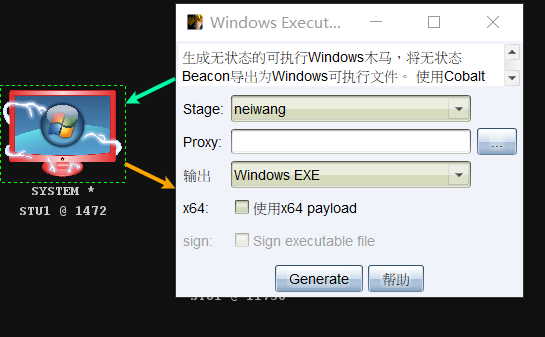 Windows Execut...
生成无状态的可执行Windows木马，将无状态
Beacon导出为Windows可执行文件。 使用Cobalt
Stage: neiwang
Proxy: ...
输出 Windows EXE
x64: 使用x64 payload
sign: Sign executable file
Generate 帮助
SYSTEM *
STU1 @ 1472